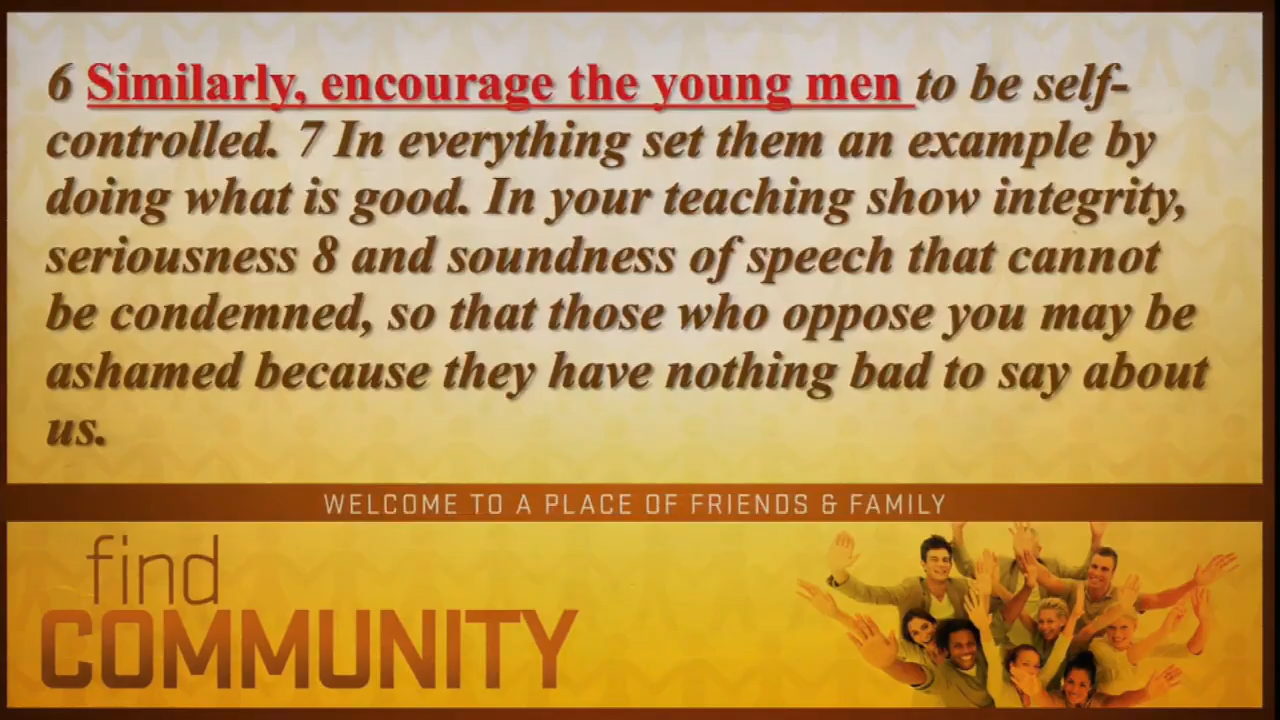 6 Similarly, encourage the young men to be self-
controlled. 7 In everything set them an example by
doing what is good. In your teaching show integrity,
seriousness 8 and soundness of speech that cannot
be condemned, so that those who oppose you may be
ashamed because they have nothing bad to say about
us.
WELCOME TO A PLACE OF FRIENDS & FAMILY
find
COMMUNITY